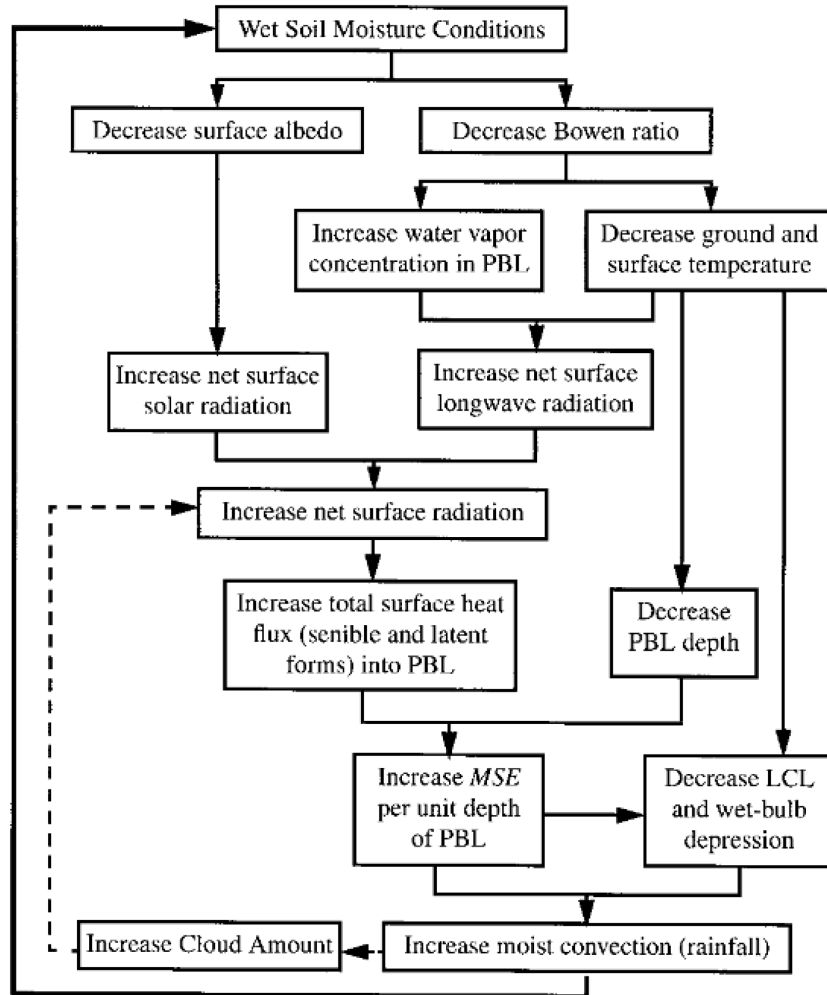 Wet Soil Moisture Conditions
Decrease surface albedo
Decrease Bowen ratio
Increase water vapor
concentration in PBL
Decrease ground and
surface temperature
Increase net surface
solar radiation
Increase net surface
longwave radiation
Increase net surface radiation
Increase total surface heat
flux (senible and latent
forms) into PBL
Decrease
PBL depth
Increase MSE
per unit depth
of PBL
Decrease LCL
and wet-bulb
depression
Increase Cloud Amount
Increase moist convection (rainfall)